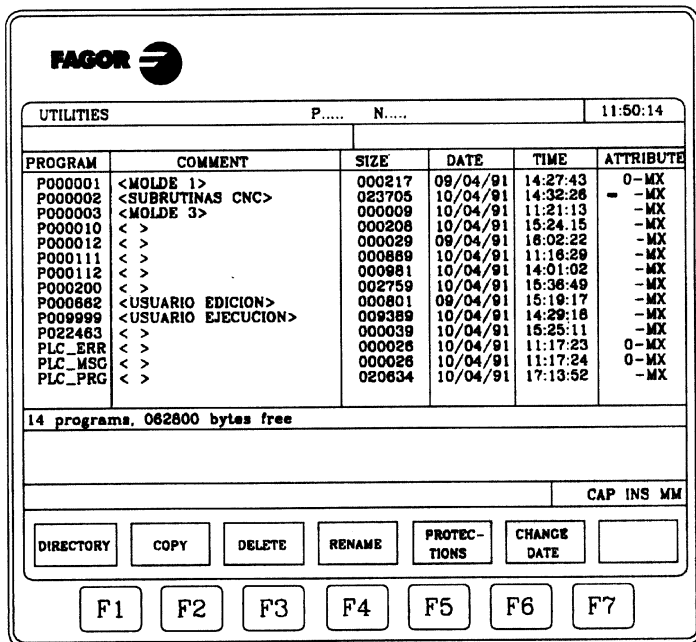 FAGOR
UTILITIES P..... N..... 11:50:14
PROGRAM COMMENT SIZE DATE TIME ATTRIBUTE
P000001 <MOLDE 1> 000217 09/04/91 14:27:43 O-MX
P000002 <SUBRUTINAS CNC> 023705 10/04/91 14:32:26 - -MX
P000003 <MOLDE 3> 000009 10/04/91 11:21:13 -MX
P000010 < > 000208 10/04/91 15:24.15 -MX
P000012 < > 000029 09/04/91 16:02:22 -MX
P000111 < > 000869 10/04/91 11:16:29 -MX
P000112 < > 000981 10/04/91 14:01:02 -MX
P000200 < > 002759 10/04/91 15:36:49 -MX
P000662 <USUARIO EDICION> 000801 09/04/91 15:19:17 -MX
P009999 <USUARIO EJECUCION> 009389 10/04/91 14:29:16 -MX
P022463 < > 000039 10/04/91 15:25:11 -MX
PLC_ERR < > 000026 10/04/91 11:17:23 O-MX
PLC_MSG < > 000026 10/04/91 11:17:24 O-MX
PLC_PRG < > 020634 10/04/91 17:13:52 -MX
14 programs, 062800 bytes free
CAP INS MM
DIRECTORY COPY DELETE RENAME PROTEC-TIONS CHANGE DATE
F1 F2 F3 F4 F5 F6 F7